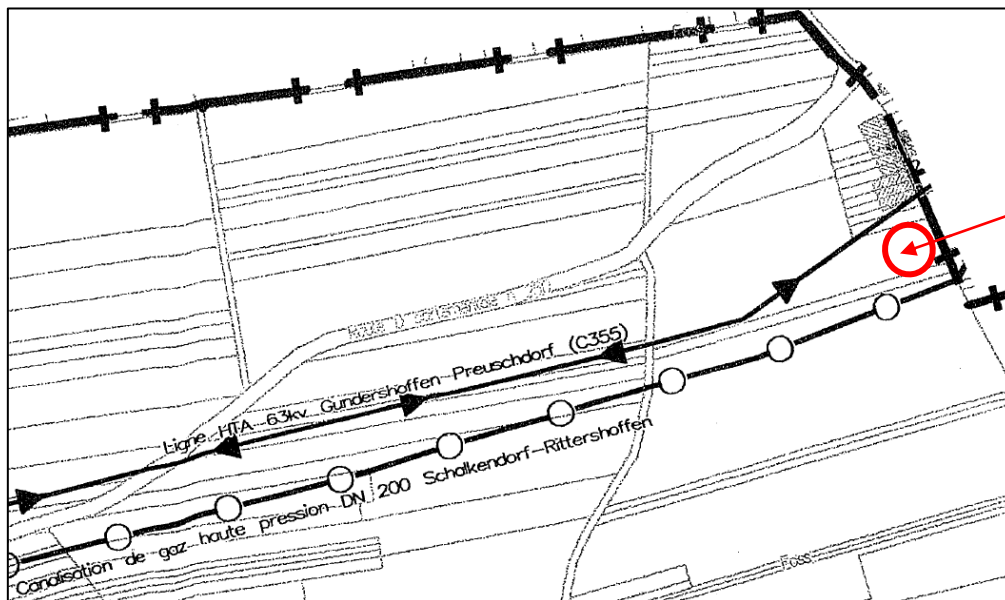 Ligne HTA 63kv Gundershoffen Preuschdorf (C355)
Canalisation de gaz haute pression DN 200 Schalkendorf-Rittershoffen